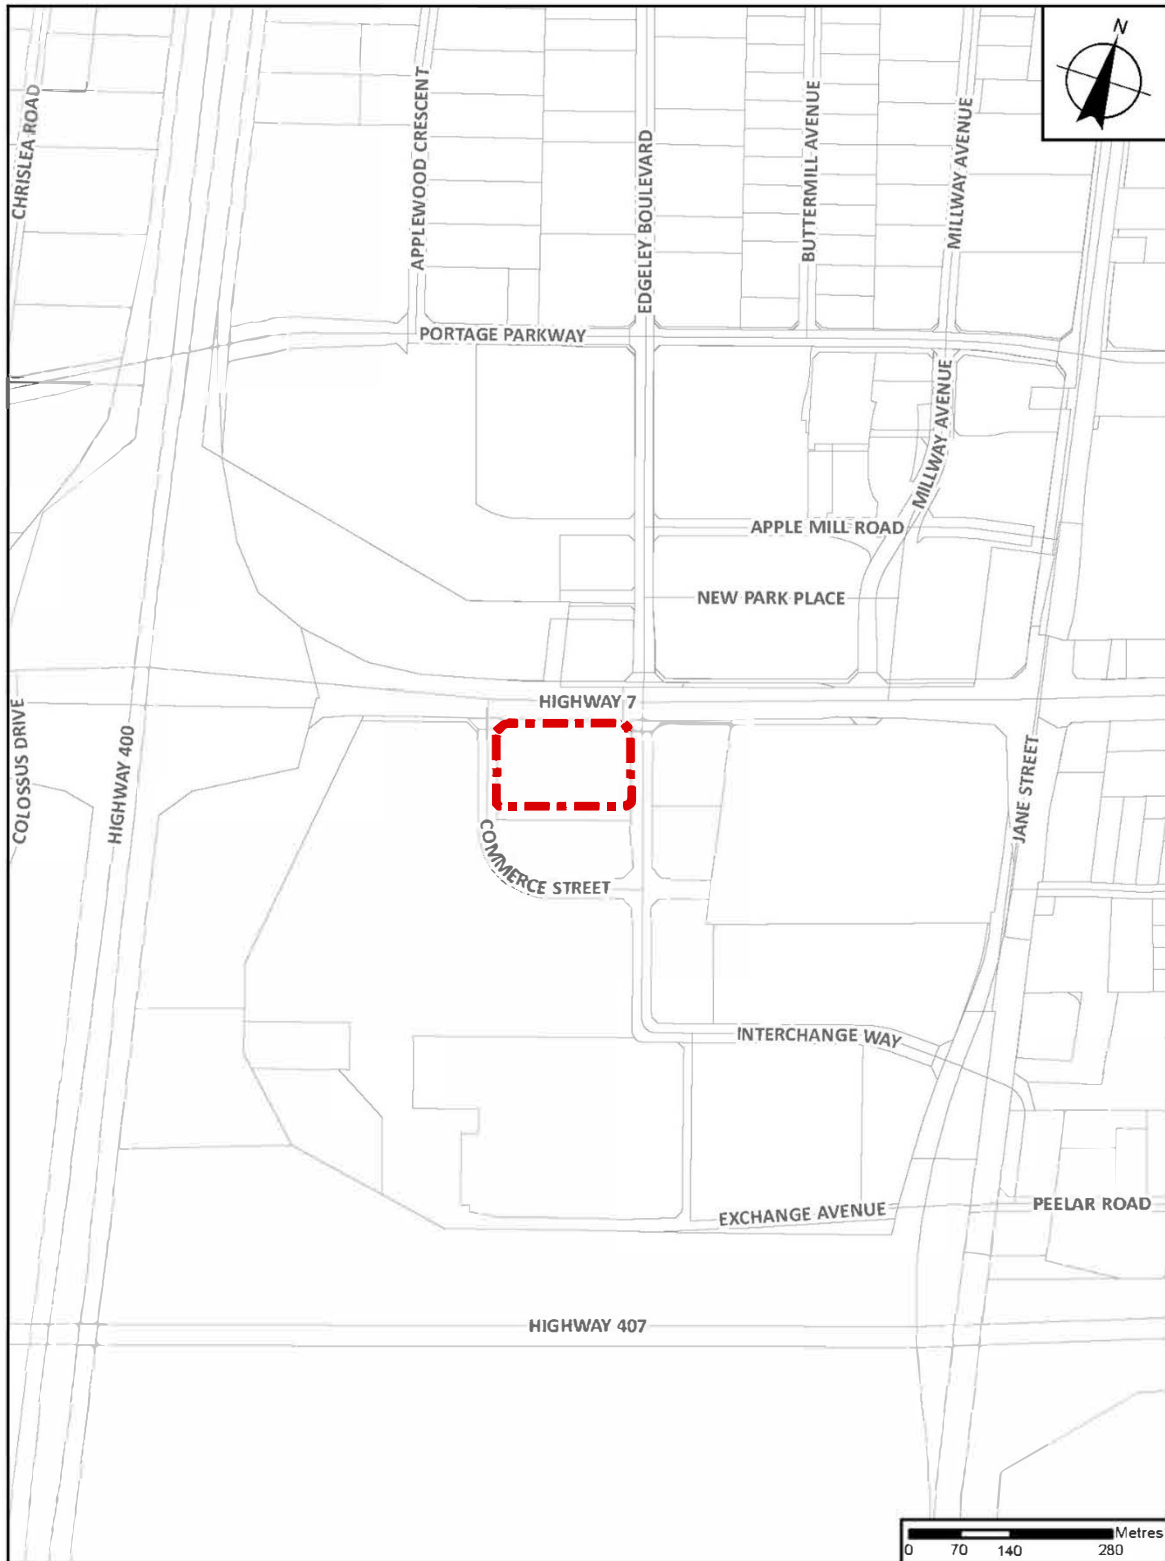 N
CHRISLEA ROAD
APPLEWOOD CRESCENT
EDGELEY BOULEVARD
BUTTERMILL AVENUE
MILLWAY AVENUE
PORTAGE PARKWAY
MILLWAY AVENUE
APPLE MILL ROAD
NEW PARK PLACE
HIGHWAY 7
COLOSSUS DRIVE
HIGHWAY 400
JANE STREET
COMMERCE STREET
INTERCHANGE WAY
EXCHANGE AVENUE
PEELAR ROAD
HIGHWAY 407
Metres
0 70 140 280